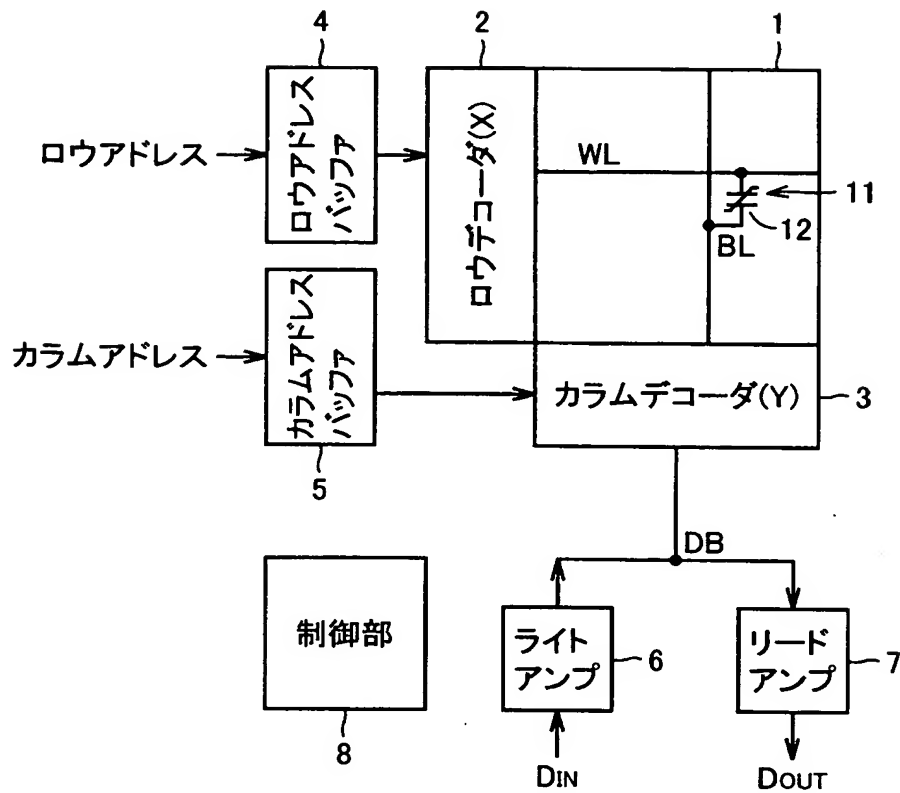 4
2
1
ロウアドレス
ロウアドレス
バッファ
ロウデコーダ(X)
WL
11
12
BL
カラムアドレス
カラムアドレス
バッファ
カラムデコーダ(Y)
3
5
DB
制御部
ライト
アンプ
6
リード
アンプ
7
8
DIN
DOUT